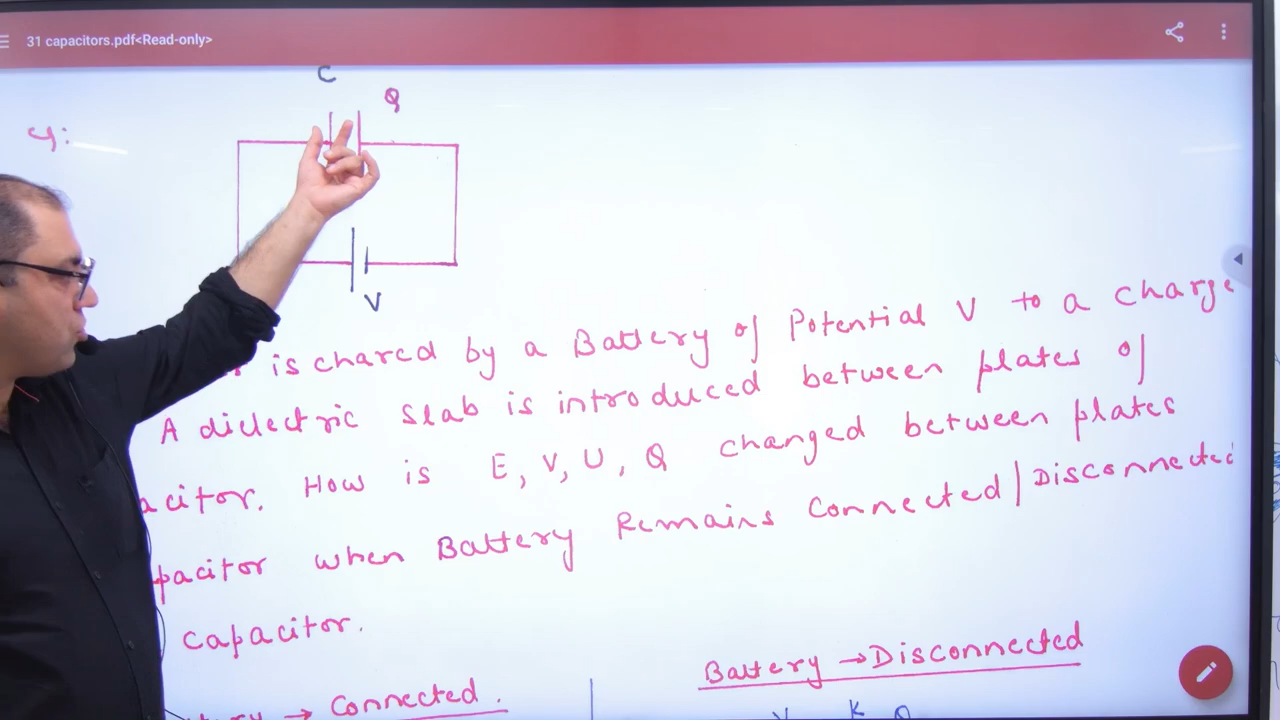 31 capacitors.pdf<Read-only>
C
Q
4:
V
is chared by a Battery of Potential V to a charge
A dielectric slab is introduced between plates of
acitor. How is E, V, U, Q changed between plates
pacitor when Battery Remains Connected/Disconnected
capacitor.
Battery → Disconnected
→ Connected.
K